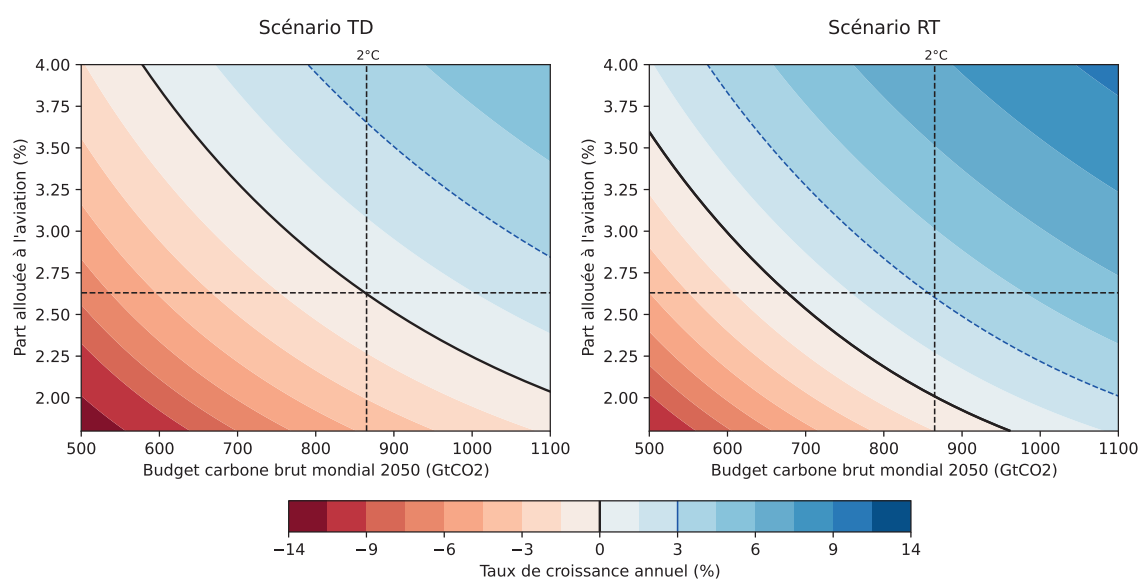 Scénario TD
Scénario RT
2°C
2°C
4.00
3.75
3.50
3.25
3.00
2.75
2.50
2.25
2.00
Part allouée à l'aviation (%)
500 600 700 800 900 1000 1100
Budget carbone brut mondial 2050 (GtCO2)
4.00
3.75
3.50
3.25
3.00
2.75
2.50
2.25
2.00
Part allouée à l'aviation (%)
500 600 700 800 900 1000 1100
Budget carbone brut mondial 2050 (GtCO2)
−14 −9 −6 −3 0 3 6 9 14
Taux de croissance annuel (%)